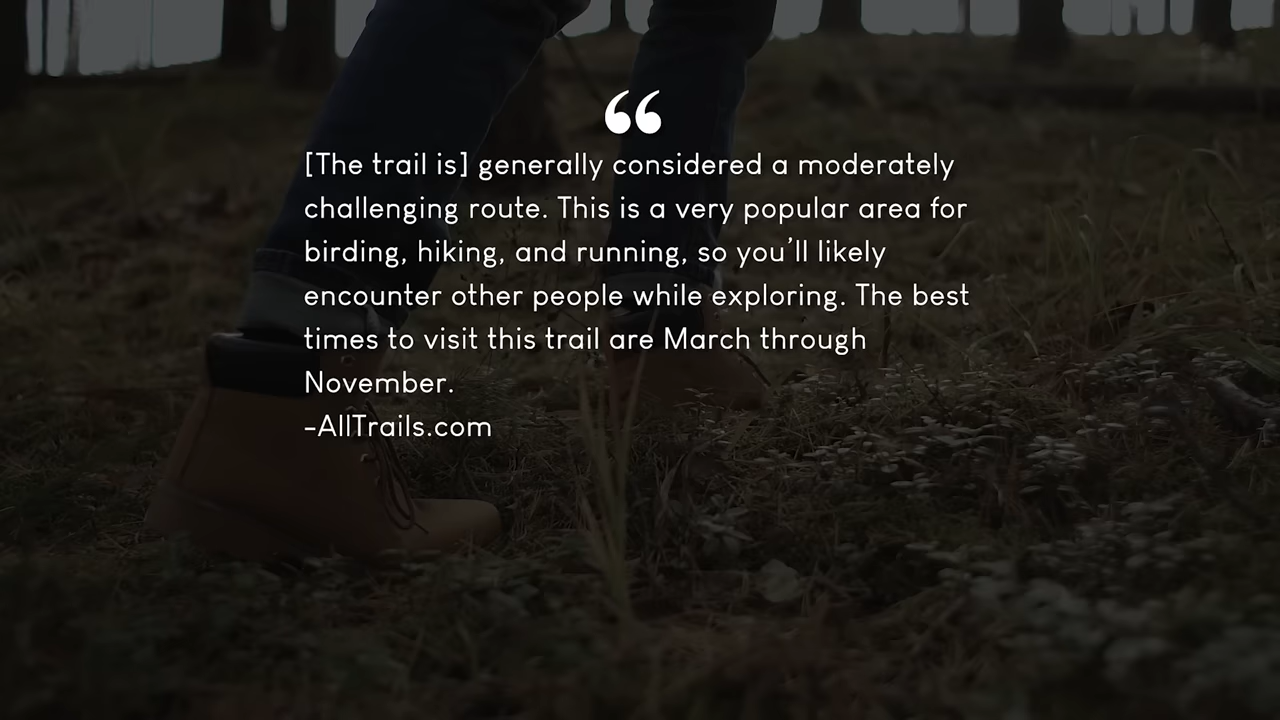 “
[The trail is] generally considered a moderately
challenging route. This is a very popular area for
birding, hiking, and running, so you’ll likely
encounter other people while exploring. The best
times to visit this trail are March through
November.
-AllTrails.com